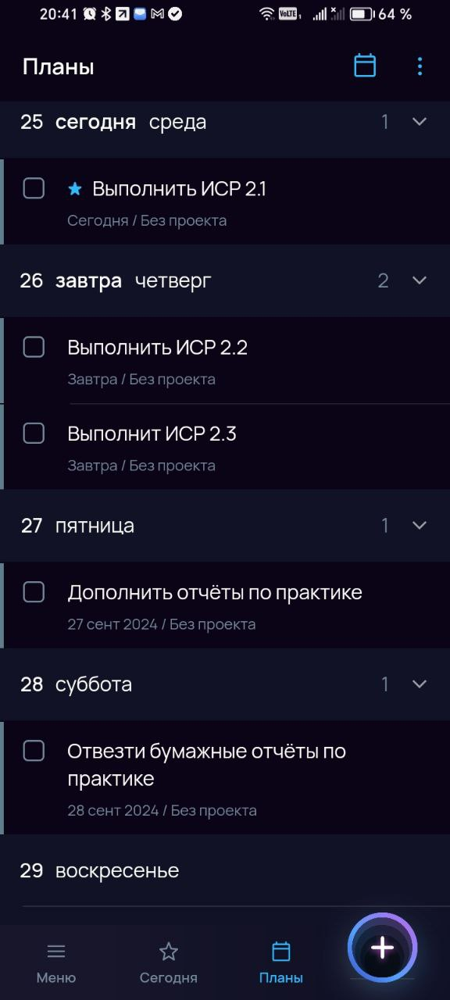 20:41
VoLTE 1
64 %
Планы
25 сегодня среда 1
Выполнить ИСР 2.1
Сегодня / Без проекта
26 завтра четверг 2
Выполнить ИСР 2.2
Завтра / Без проекта
Выполнит ИСР 2.3
Завтра / Без проекта
27 пятница 1
Дополнить отчёты по практике
27 сент 2024 / Без проекта
28 суббота 1
Отвезти бумажные отчёты по
практике
28 сент 2024 / Без проекта
29 воскресенье
Меню Сегодня Планы